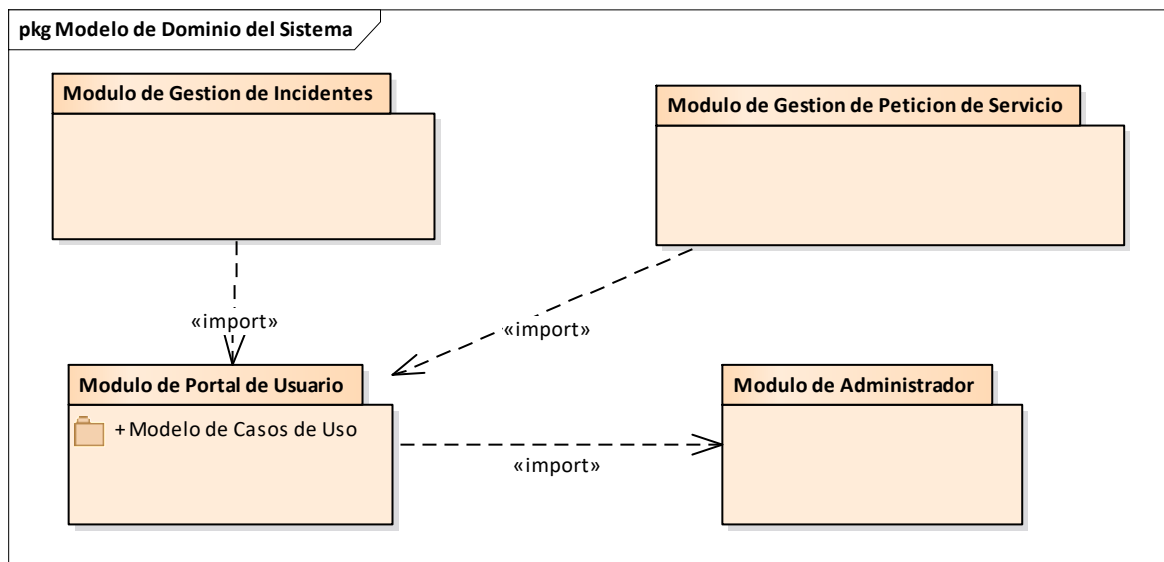 pkg Modelo de Dominio del Sistema
Modulo de Gestion de Incidentes
Modulo de Gestion de Peticion de Servicio
«import»
«import»
Modulo de Portal de Usuario
+ Modelo de Casos de Uso
Modulo de Administrador
«import»